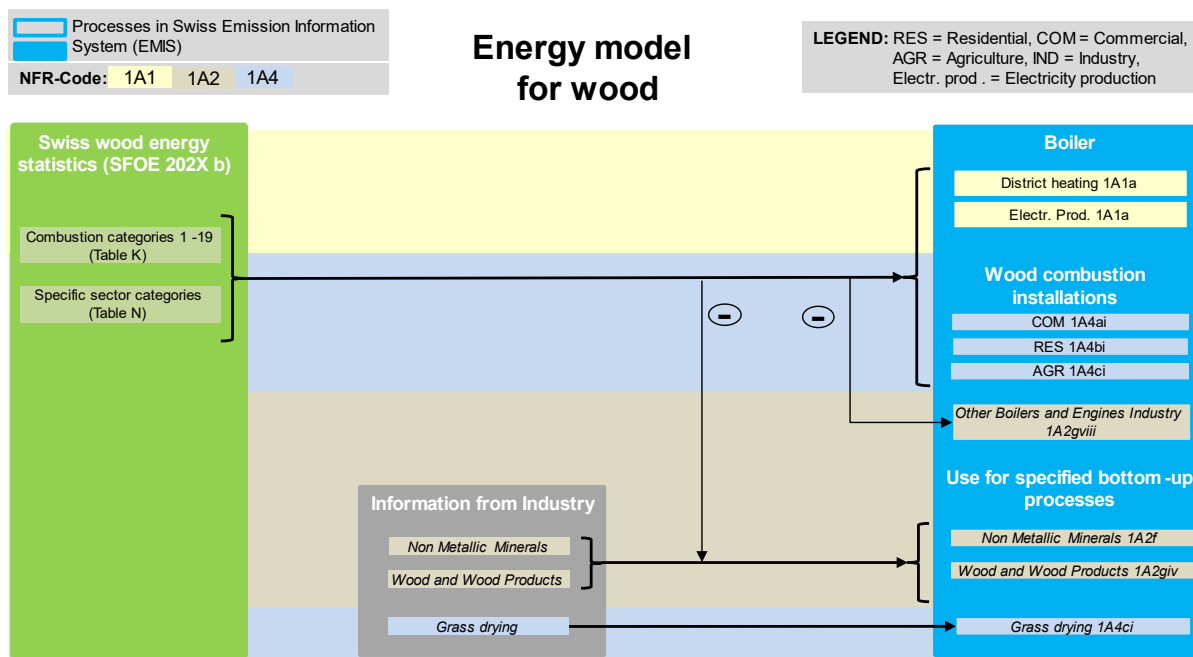 Processes in Swiss Emission Information
System (EMIS)
NFR-Code: 1A1 1A2 1A4
Energy model
for wood
LEGEND: RES = Residential, COM = Commercial,
AGR = Agriculture, IND = Industry,
Electr. prod . = Electricity production
Swiss wood energy
statistics (SFOE 202X b)
Combustion categories 1 -19
(Table K)
Specific sector categories
(Table N)
Boiler
District heating 1A1a
Electr. Prod. 1A1a
Wood combustion
installations
COM 1A4ai
RES 1A4bi
AGR 1A4ci
Other Boilers and Engines Industry
1A2gviii
Use for specified bottom -up
processes
Non Metallic Minerals 1A2f
Wood and Wood Products 1A2giv
Grass drying 1A4ci
Information from Industry
Non Metallic Minerals
Wood and Wood Products
Grass drying
-
-